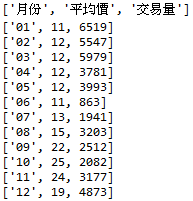 ['月份', '平均價', '交易量']
['01', 11, 6519]
['02', 12, 5547]
['03', 12, 5979]
['04', 12, 3781]
['05', 12, 3993]
['06', 11, 863]
['07', 13, 1941]
['08', 15, 3203]
['09', 22, 2512]
['10', 25, 2082]
['11', 24, 3177]
['12', 19, 4873]